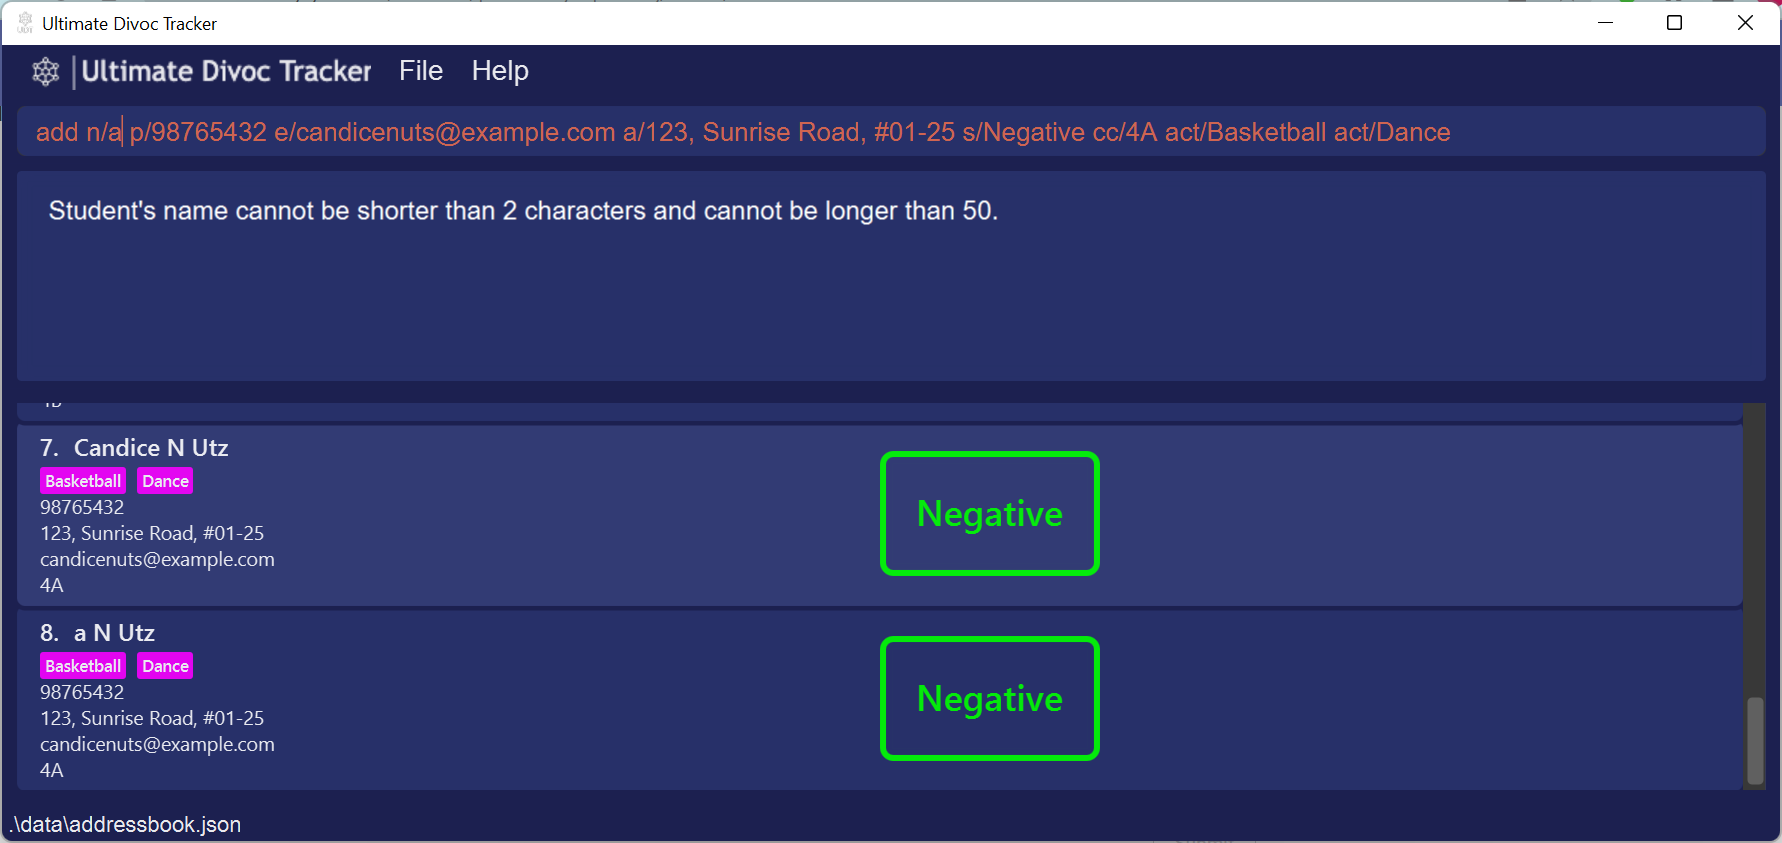 Ultimate Divoc Tracker
Ultimate Divoc Tracker File Help
add n/a p/98765432 e/candicenuts@example.com a/123, Sunrise Road, #01-25 s/Negative cc/4A act/Basketball act/Dance
Student's name cannot be shorter than 2 characters and cannot be longer than 50.
7. Candice N Utz
Basketball Dance
98765432
123, Sunrise Road, #01-25
candicenuts@example.com
4A
Negative
8. a N Utz
Basketball Dance
98765432
123, Sunrise Road, #01-25
candicenuts@example.com
4A
Negative
.\data\addressbook.json